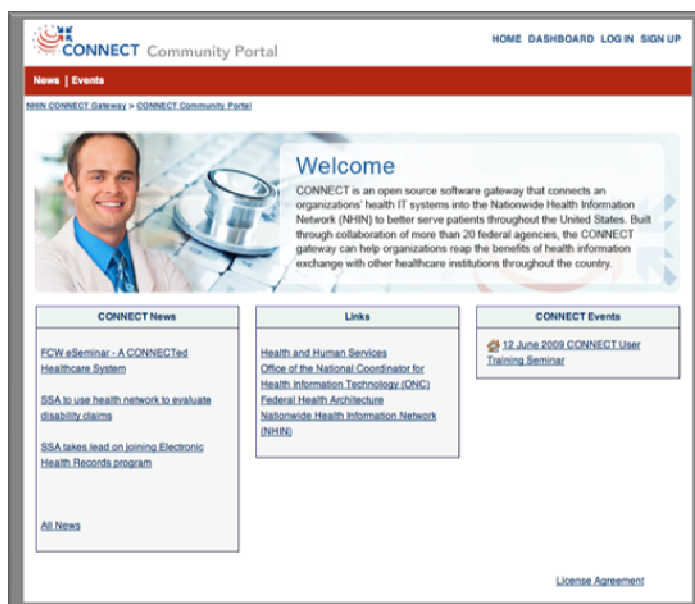 CONNECT Community Portal
HOME DASHBOARD LOG IN SIGN UP
News | Events
NHIN CONNECT Gateway > CONNECT Community Portal
Welcome
CONNECT is an open source software gateway that connects an
organizations' health IT systems into the Nationwide Health Information
Network (NHIN) to better serve patients throughout the United States. Built
through collaboration of more than 20 federal agencies, the CONNECT
gateway can help organizations reap the benefits of health information
exchange with other healthcare institutions throughout the country.
CONNECT News
FCW eSeminar - A CONNECTed
Healthcare System
SSA to use health network to evaluate
disability claims
SSA takes lead on joining Electronic
Health Records program
All News
Links
Health and Human Services
Office of the National Coordinator for
Health Information Technology (ONC)
Federal Health Architecture
Nationwide Health Information Network
(NHIN)
CONNECT Events
12 June 2009 CONNECT User
Training Seminar
License Agreement